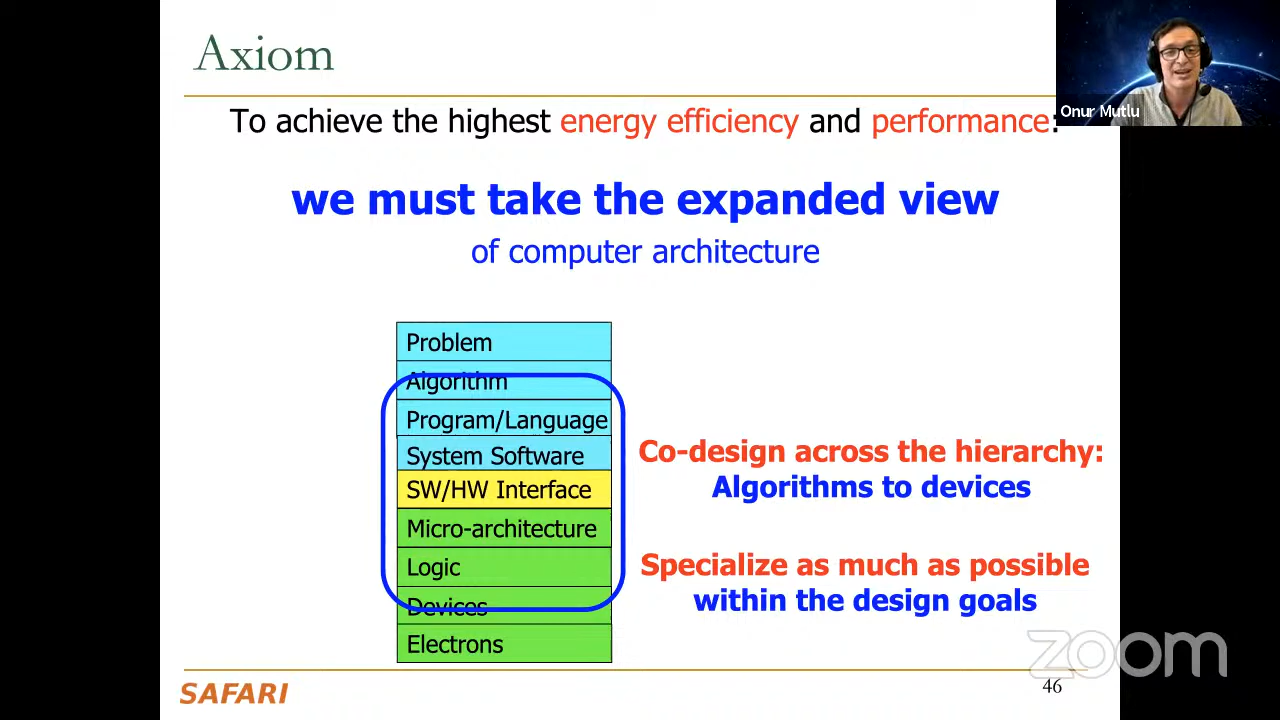 Axiom
Onur Mutlu
To achieve the highest energy efficiency and performance:
we must take the expanded view
of computer architecture
Problem
Algorithm
Program/Language
System Software
SW/HW Interface
Micro-architecture
Logic
Devices
Electrons
Co-design across the hierarchy:
Algorithms to devices
Specialize as much as possible
within the design goals
zoom
SAFARI
46